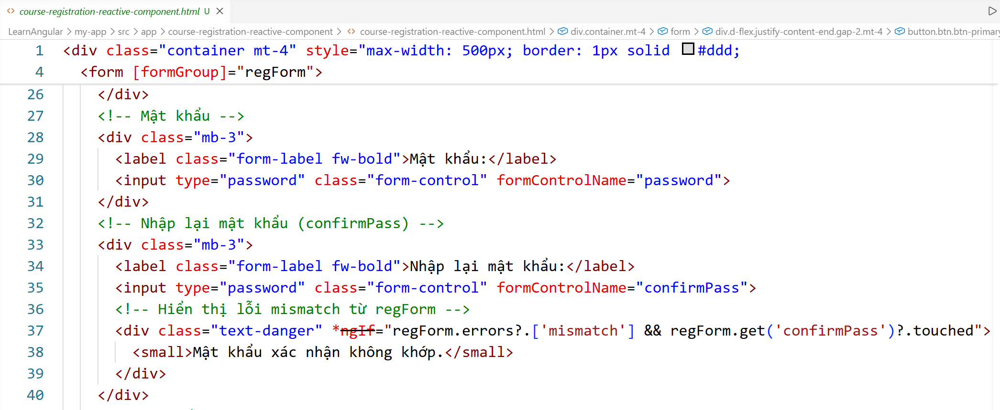 course-registration-reactive-component.html U
LearnAngular > my-app > src > app > course-registration-reactive-component > course-registration-reactive-component.html > div.container.mt-4 > form > div.d-flex.justify-content-end.gap-2.mt-4 > button.btn.btn-primary
1 <div class="container mt-4" style="max-width: 500px; border: 1px solid #ddd;
4 <form [formGroup]="regForm">
26 </div>
27 <!-- Mật khẩu -->
28 <div class="mb-3">
29 <label class="form-label fw-bold">Mật khẩu:</label>
30 <input type="password" class="form-control" formControlName="password">
31 </div>
32 <!-- Nhập lại mật khẩu (confirmPass) -->
33 <div class="mb-3">
34 <label class="form-label fw-bold">Nhập lại mật khẩu:</label>
35 <input type="password" class="form-control" formControlName="confirmPass">
36 <!-- Hiển thị lỗi mismatch từ regForm -->
37 <div class="text-danger" *ngIf="regForm.errors?.['mismatch'] && regForm.get('confirmPass')?.touched">
38 <small>Mật khẩu xác nhận không khớp.</small>
39 </div>
40 </div>